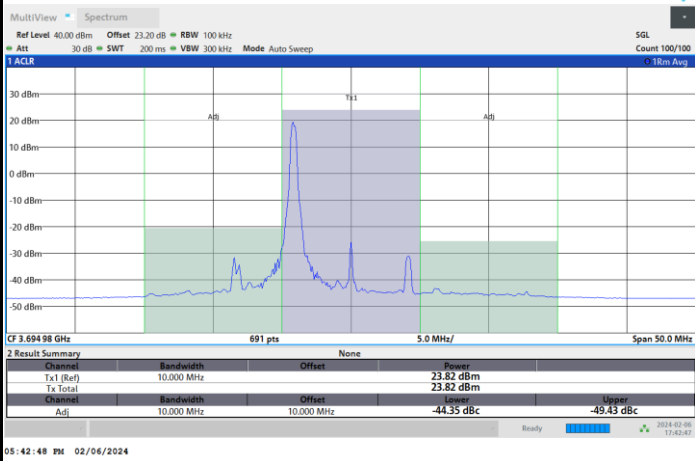 MultiView Spectrum
Ref Level 40.00 dBm Offset 23.20 dB RBW 100 kHz SGL
Att 30 dB SWT 200 ms VBW 300 kHz Mode Auto Sweep Count 100/100
1 ACLR 1Rm Avg
30 dBm
Tx1
20 dBm
Adj Adj
10 dBm
0 dBm
-10 dBm
-20 dBm
-30 dBm
-40 dBm
-50 dBm
CF 3.694 98 GHz 691 pts 5.0 MHz/ Span 50.0 MHz
2 Result Summary None
Channel Bandwidth Offset Power
Tx1 (Ref) 10.000 MHz 23.82 dBm
Tx Total 23.82 dBm
Channel Bandwidth Offset Lower Upper
Adj 10.000 MHz 10.000 MHz -44.35 dBc -49.43 dBc
Ready 2024-02-06
17:42:47
05:42:48 PM 02/06/2024